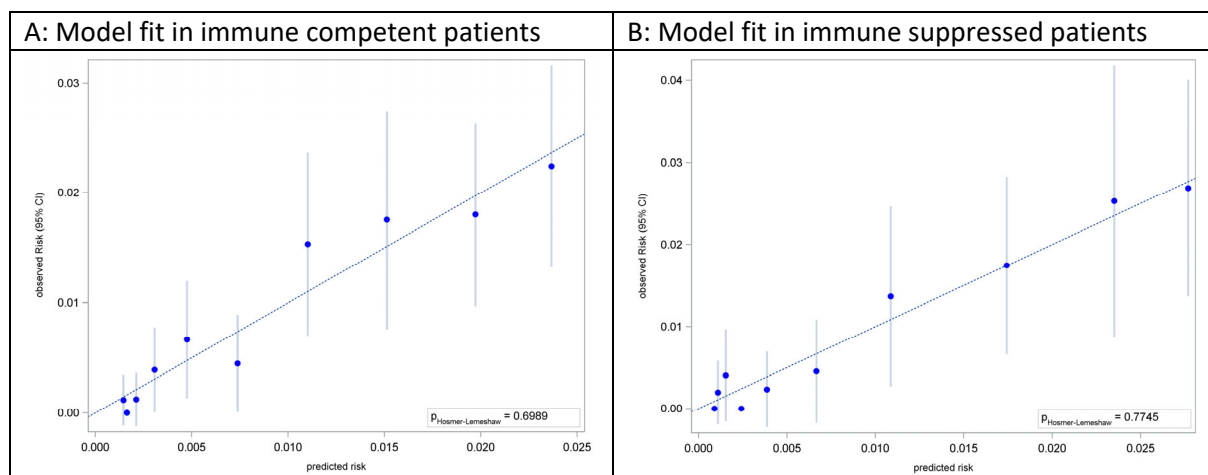 A: Model fit in immune competent patients
B: Model fit in immune suppressed patients
0.03
0.02
0.01
0.00
observed Risk (95% CI)
pHosmer-Lemeshaw = 0.6989
0.000 0.005 0.010 0.015 0.020 0.025
predicted risk
0.04
0.03
0.02
0.01
0.00
observed Risk (95% CI)
pHosmer-Lemeshaw = 0.7745
0.000 0.005 0.010 0.015 0.020 0.025
predicted risk